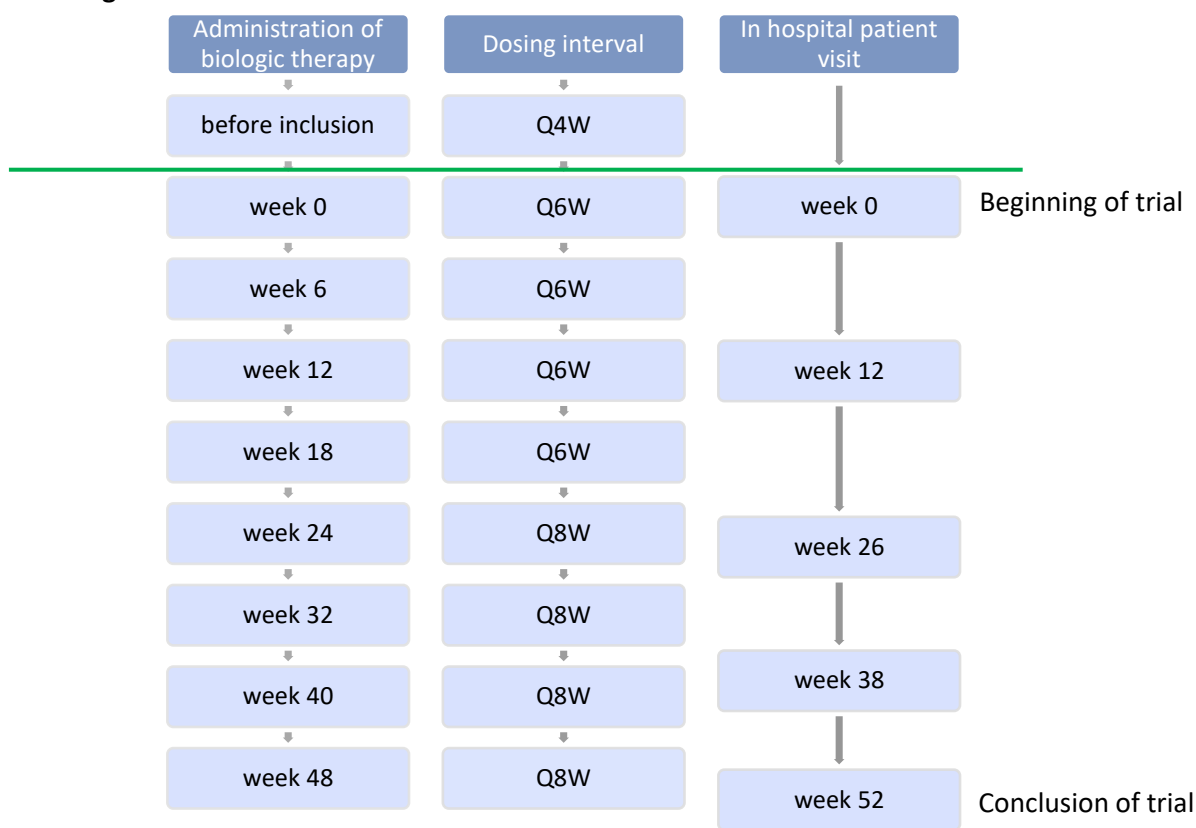 Administration of
biologic therapy
Dosing interval
In hospital patient
visit
before inclusion
Q4W
week 0
Q6W
week 0
Beginning of trial
week 6
Q6W
week 12
Q6W
week 12
week 18
Q6W
week 24
Q8W
week 26
week 32
Q8W
week 40
Q8W
week 38
week 48
Q8W
week 52
Conclusion of trial